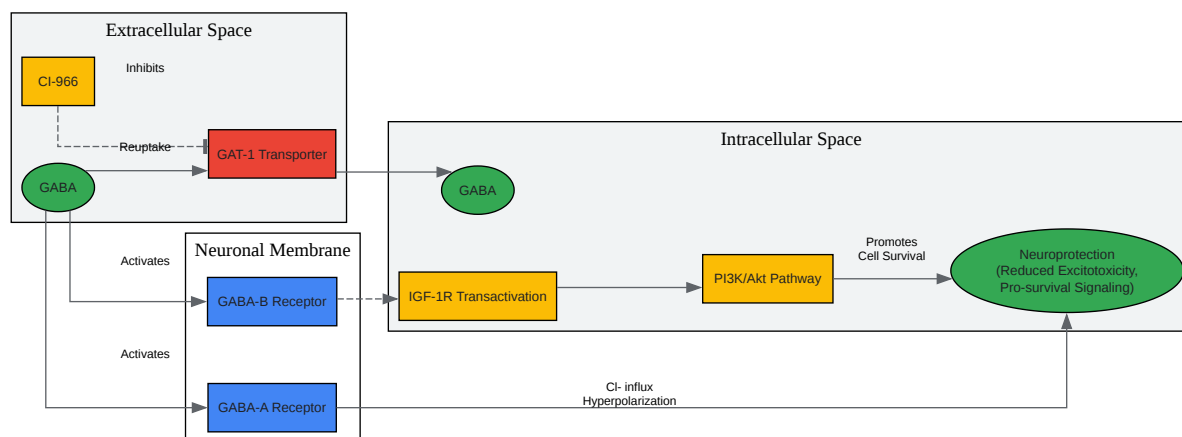 Extracellular Space
CI-966
Inhibits
Reuptake
GAT-1 Transporter
GABA
Intracellular Space
GABA
Neuronal Membrane
Activates
GABA-B Receptor
IGF-1R Transactivation
PI3K/Akt Pathway
Promotes
Cell Survival
Neuroprotection
(Reduced Excitotoxicity,
Pro-survival Signaling)
Activates
GABA-A Receptor
Cl- influx
Hyperpolarization